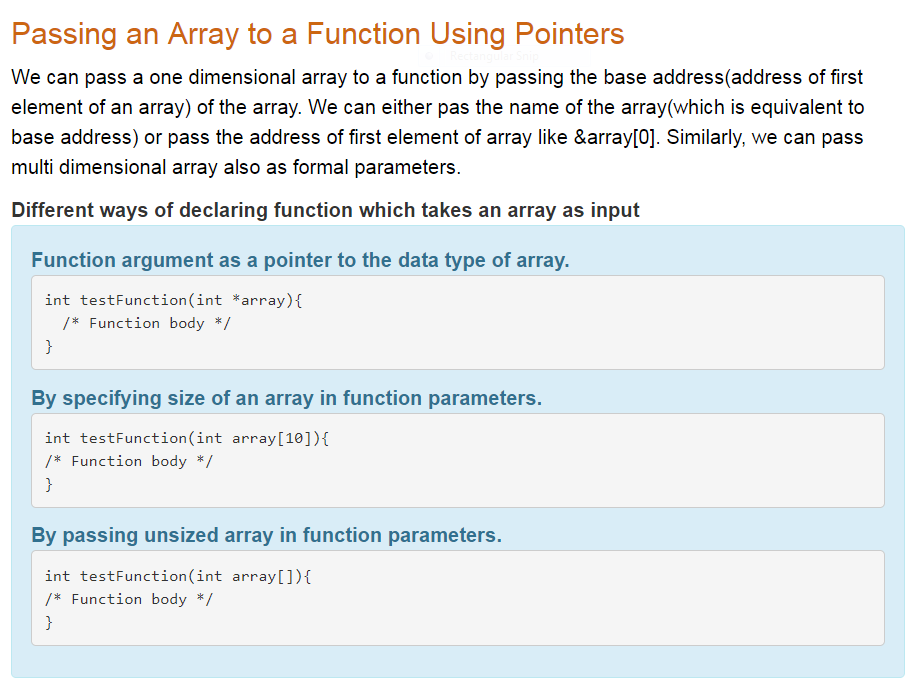 Passing an Array to a Function Using Pointers
We can pass a one dimensional array to a function by passing the base address(address of first
element of an array) of the array. We can either pas the name of the array(which is equivalent to
base address) or pass the address of first element of array like &array[0]. Similarly, we can pass
multi dimensional array also as formal parameters.
Different ways of declaring function which takes an array as input
Function argument as a pointer to the data type of array.
int testFunction(int *array){
  /* Function body */
}
By specifying size of an array in function parameters.
int testFunction(int array[10]){
/* Function body */
}
By passing unsized array in function parameters.
int testFunction(int array[]){
/* Function body */
}